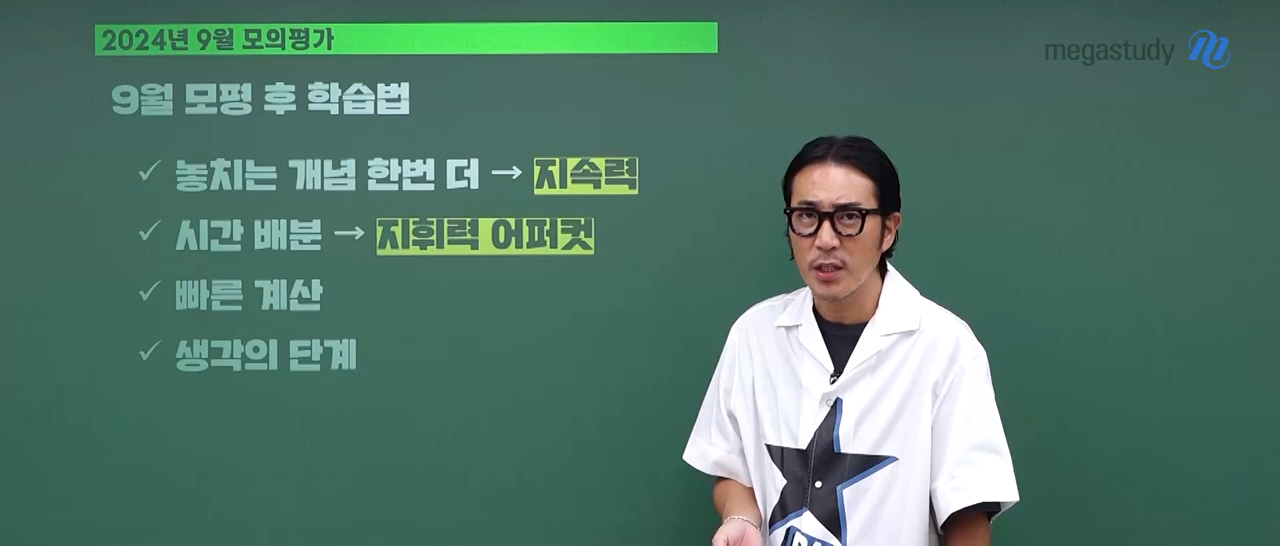 2024년 9월 모의평가
megastudy
9월 모평 후 학습법
✓ 놓치는 개념 한번 더 → 지속력
✓ 시간 배분 → 지휘력 어퍼컷
✓ 빠른 계산
✓ 생각의 단계